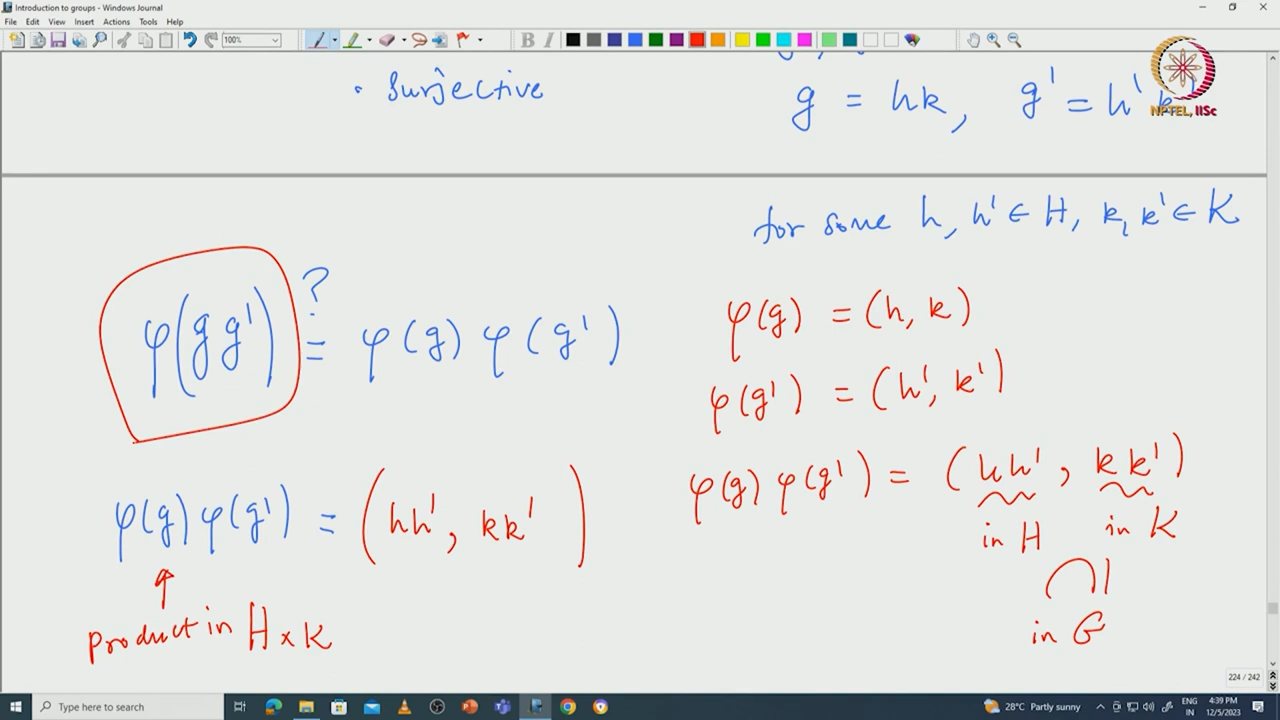 Introduction to groups - Windows Journal
File Edit View Insert Actions Tools Help
100%
B I
NPTEL, IISc
• Surjective
g = hk, g' = h' k'
for some h, h' ∈ H, k, k' ∈ K
φ(gg') ?= φ(g) φ(g')
φ(g) = (h, k)
φ(g') = (h', k')
φ(g) φ(g') = (hh', kk')
in H in K
in G
φ(g) φ(g') = (hh', kk')
product in H × K
224 / 242
Type here to search
28°C Partly sunny
ENG
IN
4:39 PM
12/5/2023